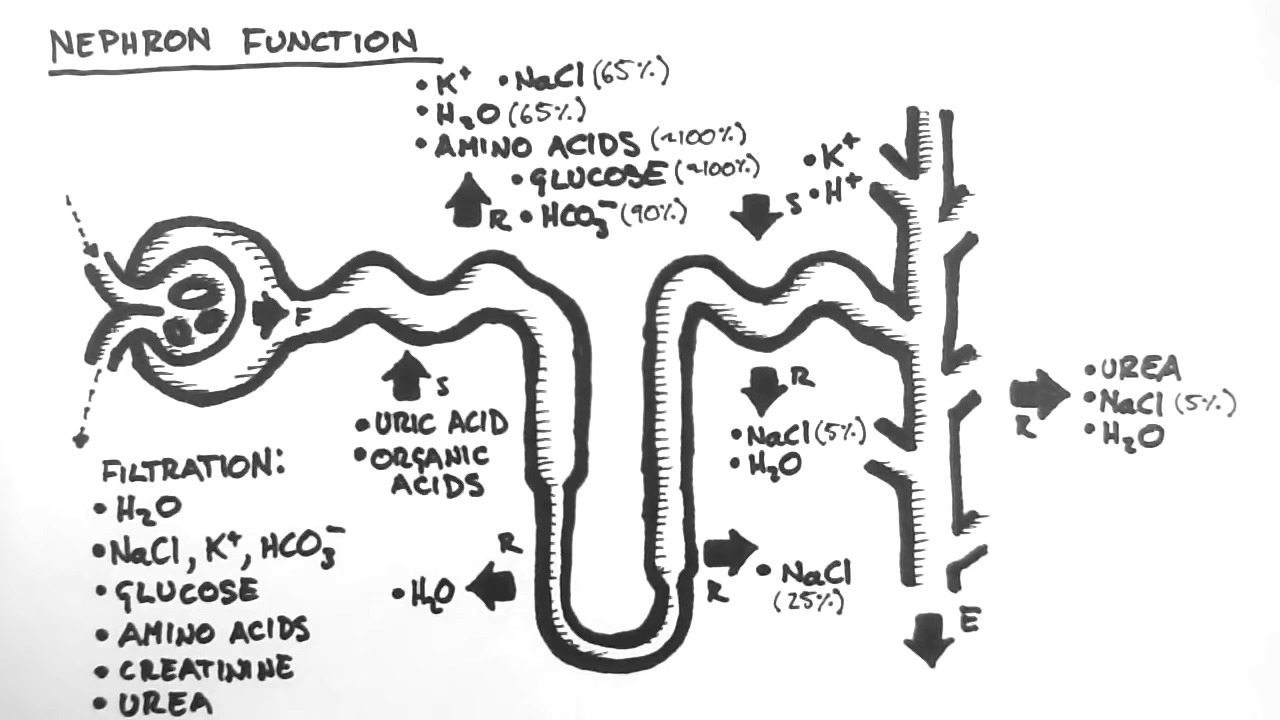 NEPHRON FUNCTION
• K⁺ • NaCl (65%)
• H₂O (65%)
• AMINO ACIDS (~100%)
• GLUCOSE (~100%)
R • HCO₃⁻ (90%)
• K⁺
S • H⁺
F
S
• URIC ACID
• ORGANIC
ACIDS
R
• NaCl (5%)
• H₂O
R
• UREA
• NaCl (5%)
• H₂O
FILTRATION:
• H₂O
• NaCl, K⁺, HCO₃⁻
• GLUCOSE
• AMINO ACIDS
• CREATININE
• UREA
R
• H₂O
R
• NaCl
(25%)
E